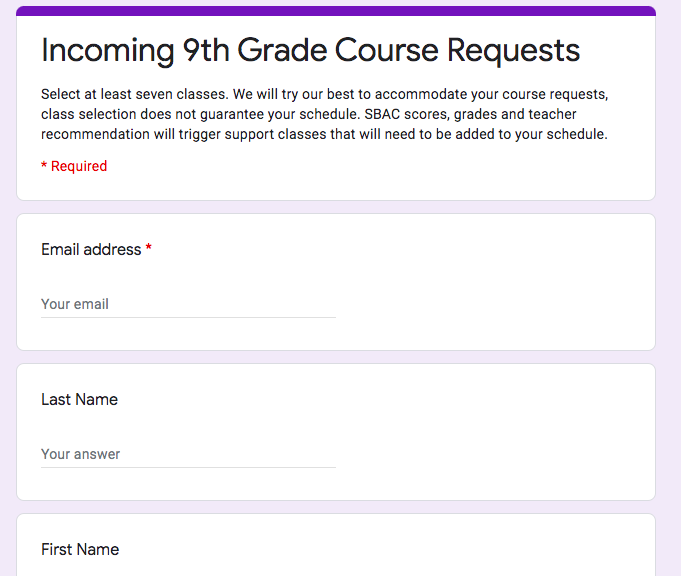 Incoming 9th Grade Course Requests
Select at least seven classes. We will try our best to accommodate your course requests,
class selection does not guarantee your schedule. SBAC scores, grades and teacher
recommendation will trigger support classes that will need to be added to your schedule.
* Required
Email address *
Your email
Last Name
Your answer
First Name